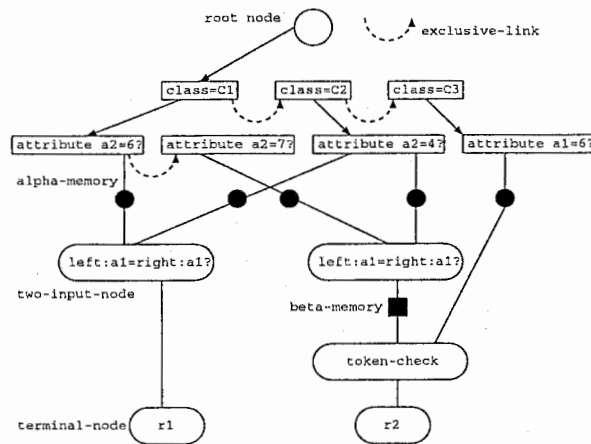 root node
exclusive-link
class=C1
class=C2
class=C3
attribute a2=6?
attribute a2=7?
attribute a2=4?
attribute a1=6?
alpha-memory
left:a1=right:a1?
left:a1=right:a1?
two-input-node
beta-memory
token-check
terminal-node
r1
r2